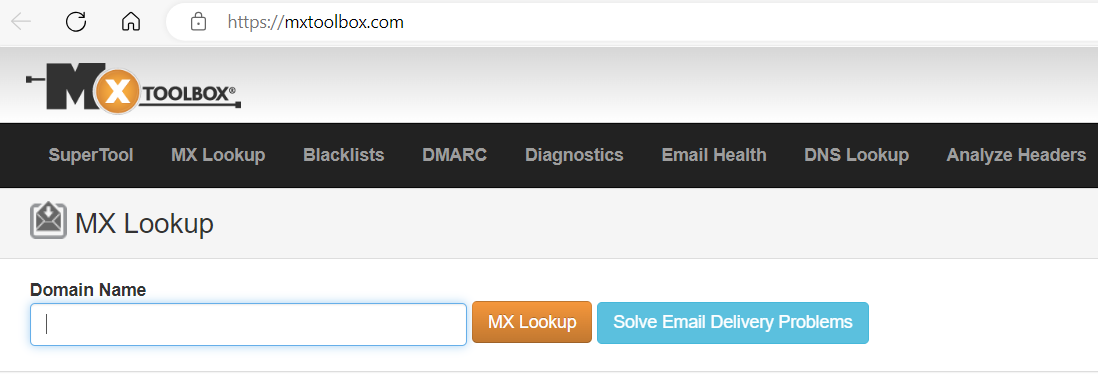 https://mxtoolbox.com
MX TOOLBOX®
SuperTool MX Lookup Blacklists DMARC Diagnostics Email Health DNS Lookup Analyze Headers
MX Lookup
Domain Name
MX Lookup Solve Email Delivery Problems